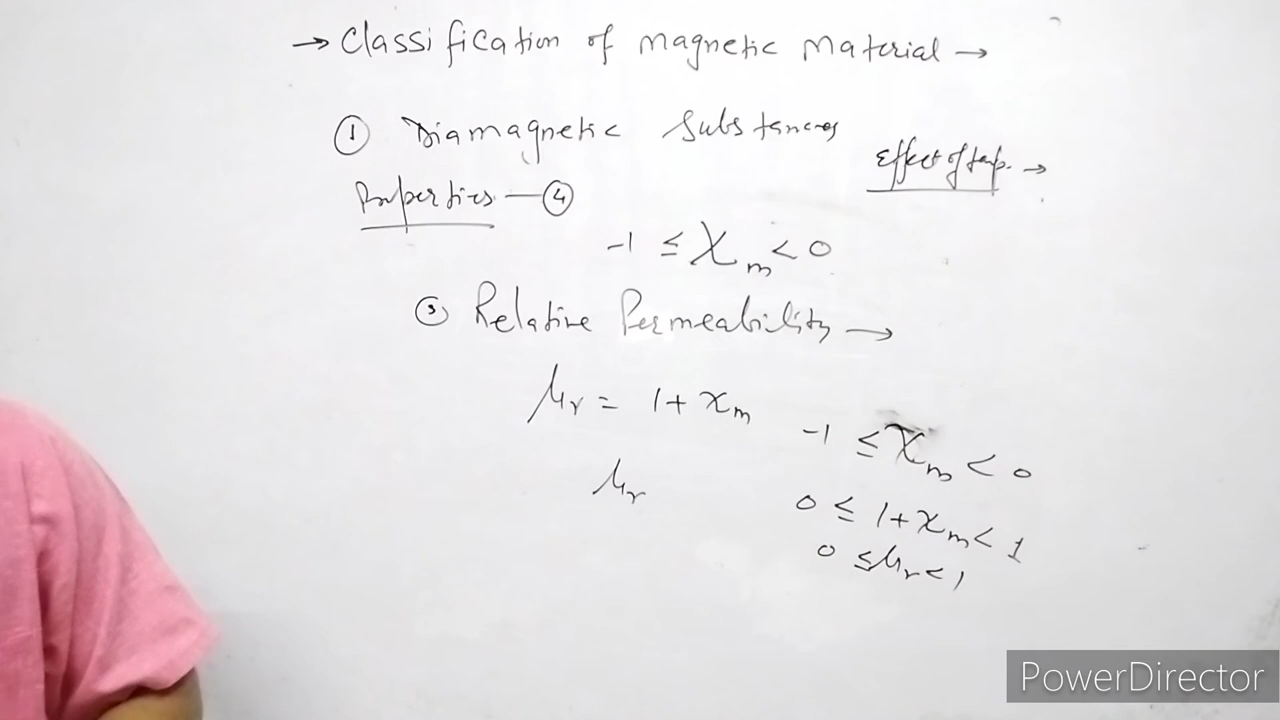 → Classification of magnetic Material →
① Diamagnetic Substances
Effect of temp. →
Properties — ④
-1 ≤ χm < 0
③ Relative Permeability →
μr = 1 + χm
-1 ≤ χm < 0
μr
0 ≤ 1 + χm < 1
0 ≤ μr < 1
PowerDirector